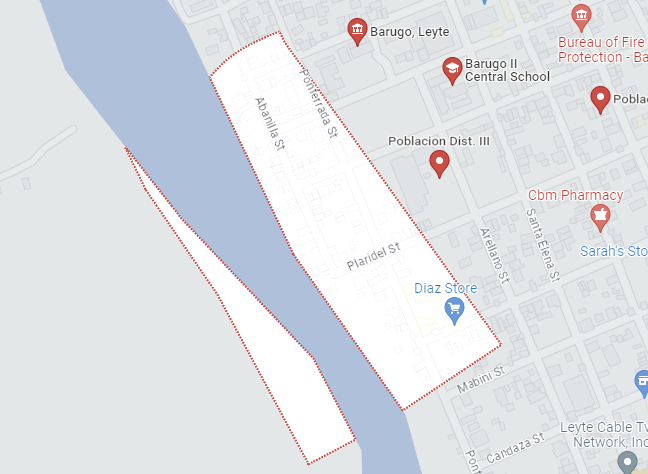 Barugo, Leyte
Bureau of Fire
Protection - Ba
Barugo II
Central School
Ponterrada St
Abanilla St
Poblac
Poblacion Dist. III
Cbm Pharmacy
Santa Elena St
Arellano St
Plaridel St
Sarah's Sto
Diaz Store
Mabini St
Leyte Cable Tv
Network, Inc
Candaza St
Pont